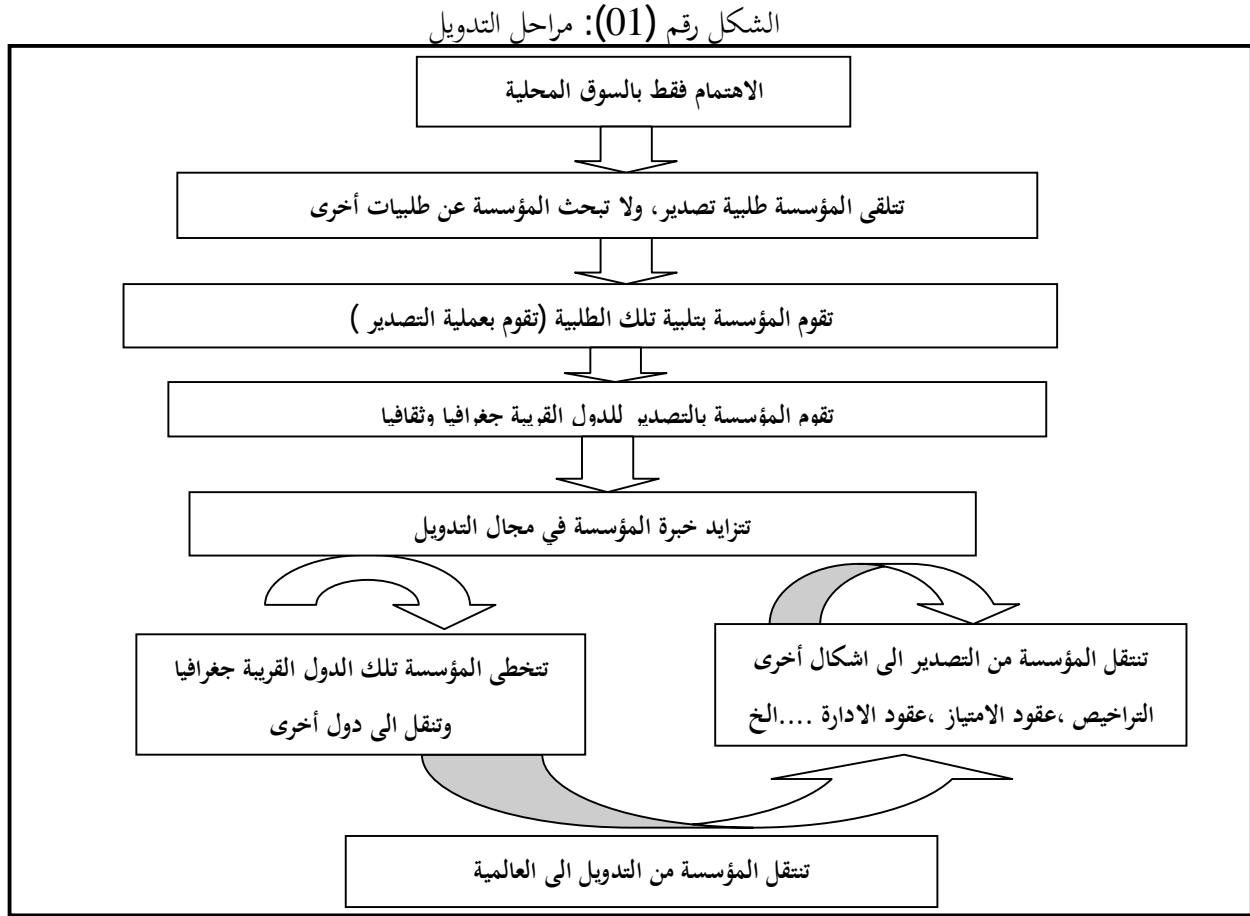 الشكل رقم (01): مراحل التدويل
الاهتمام فقط بالسوق المحلية
تتلقى المؤسسة طلبية تصدير، ولا تبحث المؤسسة عن طلبيات أخرى
تقوم المؤسسة بتلبية تلك الطلبية (تقوم بعملية التصدير )
تقوم المؤسسة بالتصدير للدول القريبة جغرافيا وثقافيا
تتزايد خبرة المؤسسة في مجال التدويل
تنتقل المؤسسة من التصدير الى اشكال أخرى
التراخيص ،عقود الامتياز ،عقود الادارة ....الخ
تتخطى المؤسسة تلك الدول القريبة جغرافيا
وتنقل الى دول أخرى
تنتقل المؤسسة من التدويل الى العالمية